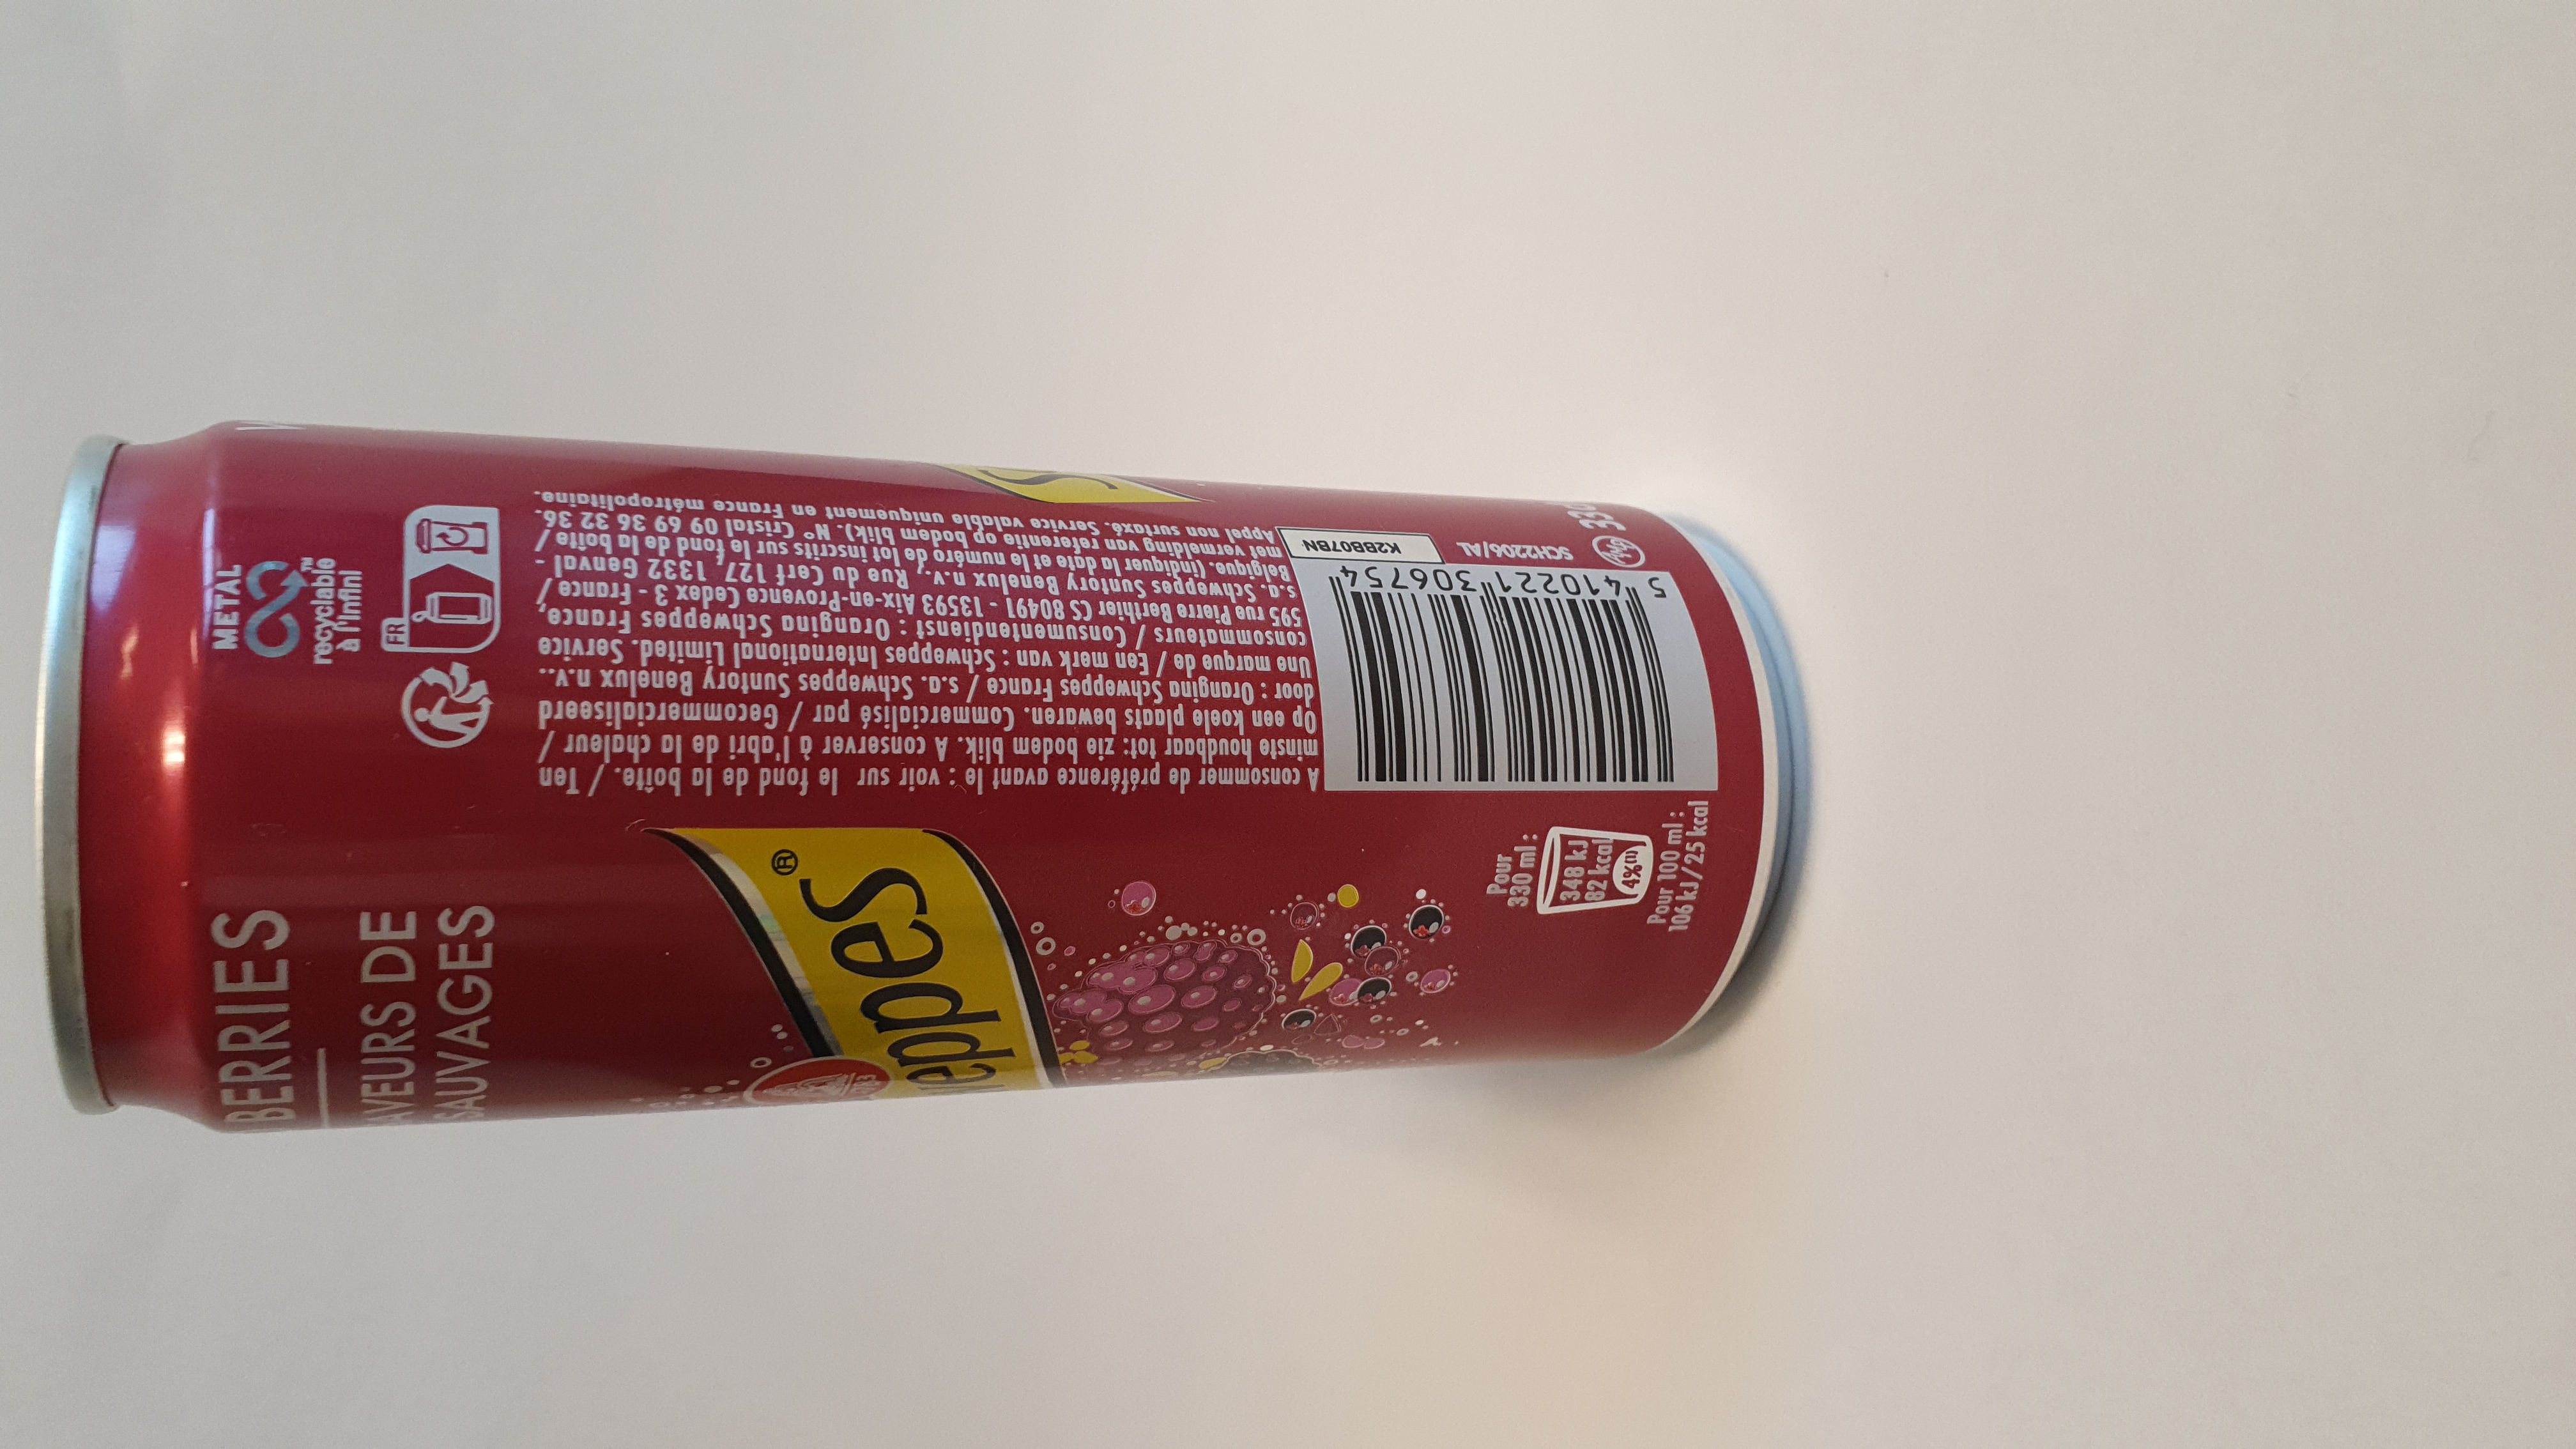 BERRIES
AVEURS DE
SAUVAGES
1783
eppes®
METAL
TM
recyclable
à l'infini
FR
A consommer de préférence avant le : voir sur le fond de la boîte. / Ten
minste houdbaar tot: zie bodem blik. A conserver à l'abri de la chaleur /
Op een koele plaats bewaren. Commercialisé par / Gecommercialiseerd
door : Orangina Schweppes France / s.a. Schweppes Suntory Benelux n.v..
Une marque de / Een merk van : Schweppes International Limited. Service
consommateurs / Consumentendienst : Orangina Schweppes France,
595 rue Pierre Berthier CS 80491 - 13593 Aix-en-Provence Cedex 3 - France /
s.a. Schweppes Suntory Benelux n.v., Rue du Cerf 127, 1332 Genval -
Belgique. (indiquer la date et le numéro de lot inscrits sur le fond de la boîte /
met vermelding van referentie op bodem blik). N° Cristal 09 69 36 32 36.
Appel non surtaxé. Service valable uniquement en France métropolitaine.
K2BB07BN
5 410221 306754
SCH2206/AL
33c
Pour
330 ml :
348 kJ
82 kcal
4%(1)
Pour 100 ml :
106 kJ/25 kcal